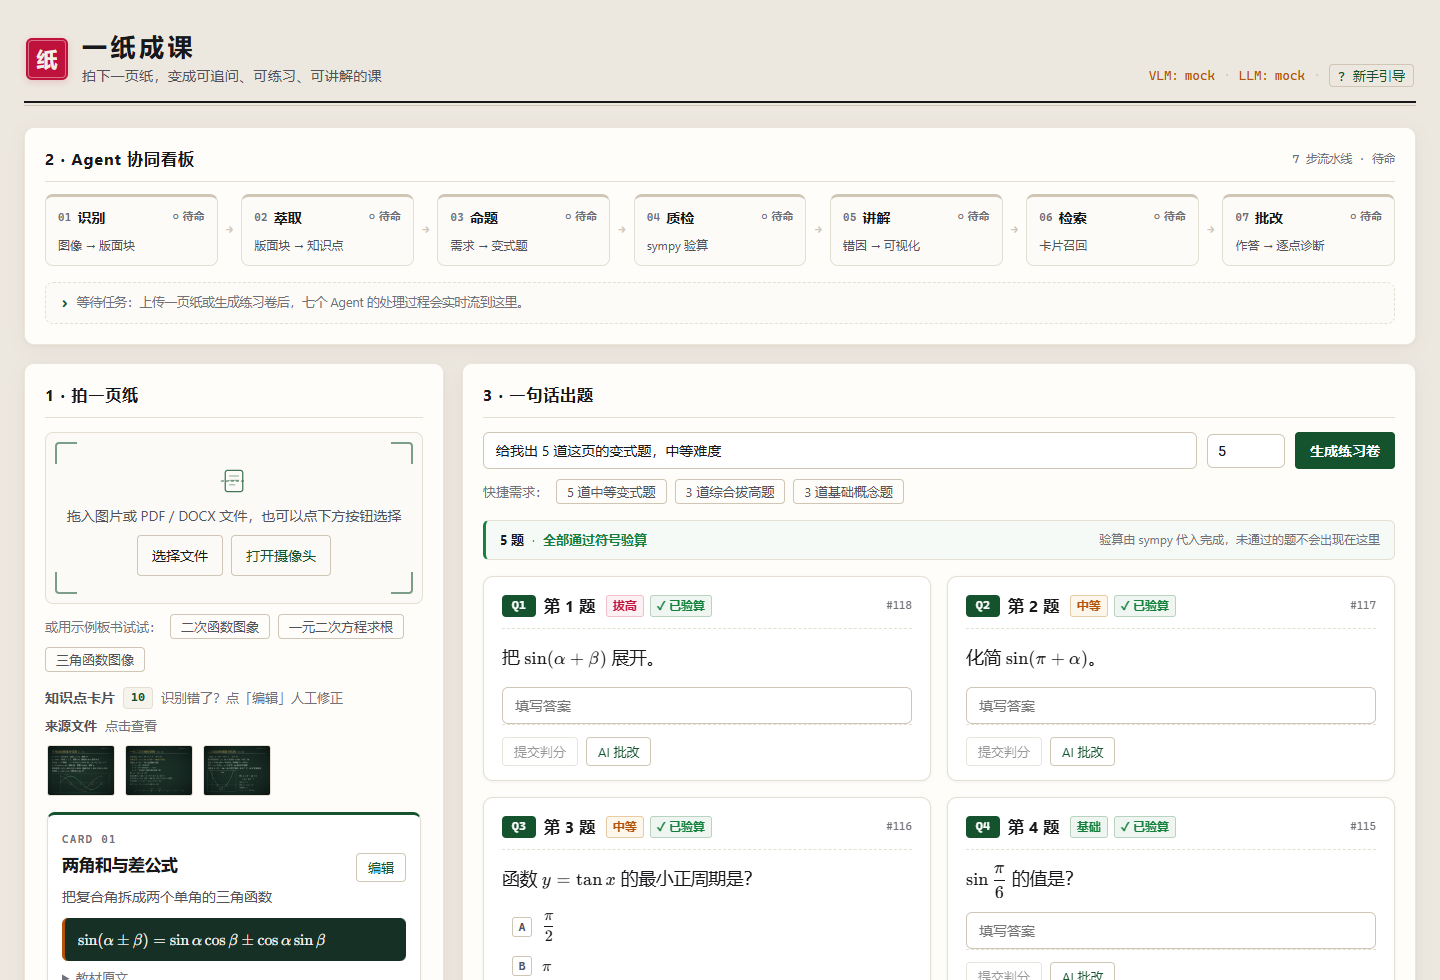 纸
一纸成课
拍下一页纸，变成可追问、可练习、可讲解的课
VLM: mock · LLM: mock · ? 新手引导
2 · Agent 协同看板
7 步流水线 · 待命
01 识别 待命
图像 → 版面块
02 萃取 待命
版面块 → 知识点
03 命题 待命
需求 → 变式题
04 质检 待命
sympy 验算
05 讲解 待命
错因 → 可视化
06 检索 待命
卡片召回
07 批改 待命
作答 → 逐点诊断
› 等待任务：上传一页纸或生成练习卷后，七个 Agent 的处理过程会实时流到这里。
1 · 拍一页纸
拖入图片或 PDF / DOCX 文件，也可以点下方按钮选择
选择文件 打开摄像头
或用示例板书试试： 二次函数图象 一元二次方程求根
三角函数图像
知识点卡片 10 识别错了？点「编辑」人工修正
来源文件 点击查看
CARD 01
两角和与差公式 编辑
把复合角拆成两个单角的三角函数
sin(α ± β) = sin α cos β ± cos α sin β
▶ 教材原文
3 · 一句话出题
给我出 5 道这页的变式题，中等难度 5 生成练习卷
快捷需求： 5 道中等变式题 3 道综合拔高题 3 道基础概念题
5 题 · 全部通过符号验算 验算由 sympy 代入完成，未通过的题不会出现在这里
Q1 第 1 题 拔高 ✓ 已验算 #118
把 sin(α + β) 展开。
填写答案
提交判分 AI 批改
Q2 第 2 题 中等 ✓ 已验算 #117
化简 sin(π + α)。
填写答案
提交判分 AI 批改
Q3 第 3 题 中等 ✓ 已验算 #116
函数 y = tan x 的最小正周期是？
A π/2
B π
Q4 第 4 题 基础 ✓ 已验算 #115
sin π/6 的值是？
填写答案
提交判分 AI 批改